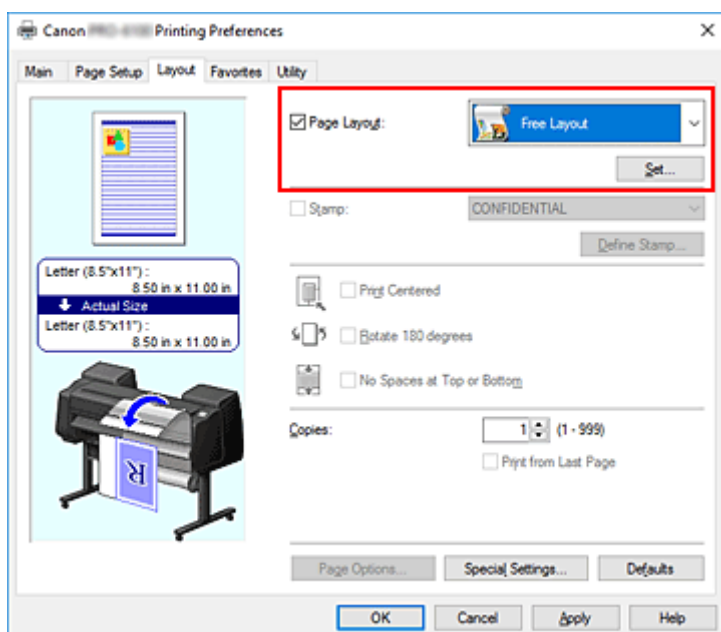 Canon Printing Preferences
Main Page Setup Layout Favorites Utility
Page Layout: Free Layout
Set...
Stamp: CONFIDENTIAL
Define Stamp...
Letter (8.5"x11") :
8.50 in x 11.00 in
Actual Size
Letter (8.5"x11") :
8.50 in x 11.00 in
Print Centered
Rotate 180 degrees
No Spaces at Top or Bottom
Copies: 1 (1 - 999)
Print from Last Page
R
Page Options... Special Settings... Defaults
OK Cancel Apply Help